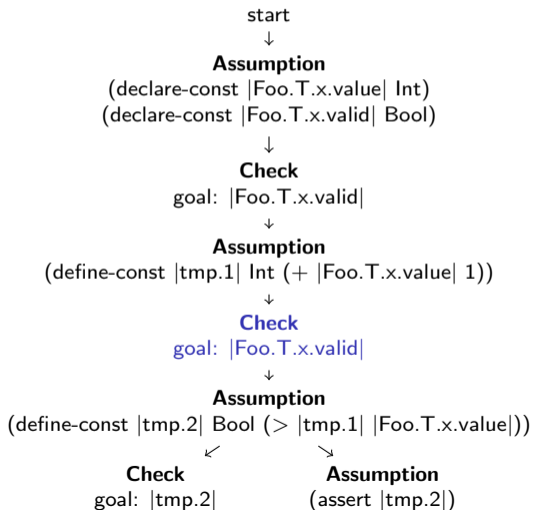 start
Assumption
(declare-const |Foo.T.x.value| Int)
(declare-const |Foo.T.x.valid| Bool)
Check
goal: |Foo.T.x.valid|
Assumption
(define-const |tmp.1| Int (+ |Foo.T.x.value| 1))
Check
goal: |Foo.T.x.valid|
Assumption
(define-const |tmp.2| Bool (> |tmp.1| |Foo.T.x.value|))
Check
goal: |tmp.2|
Assumption
(assert |tmp.2|)